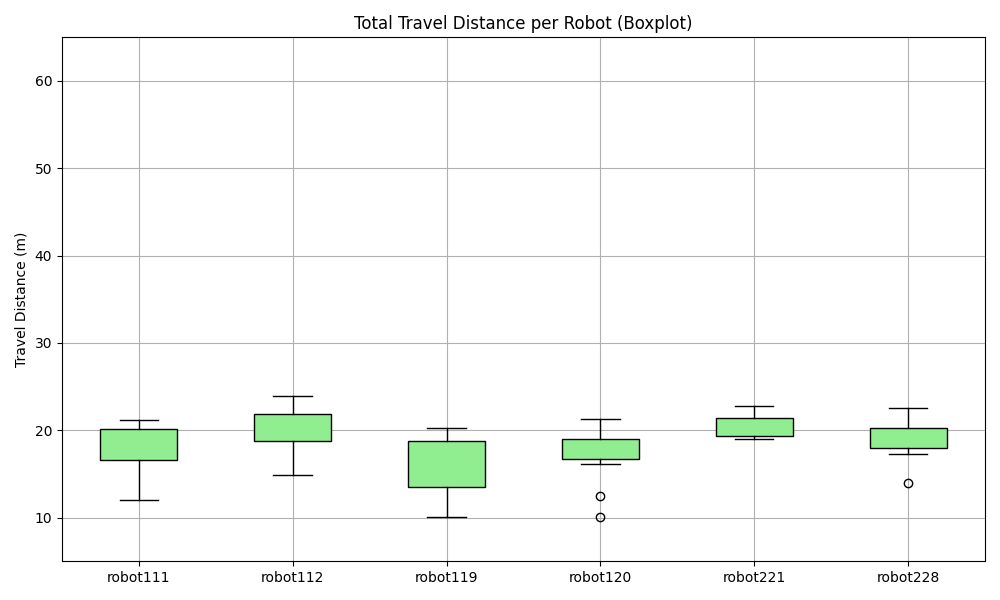 Total Travel Distance per Robot (Boxplot)
Travel Distance (m)
60
50
40
30
20
10
robot111
robot112
robot119
robot120
robot221
robot228